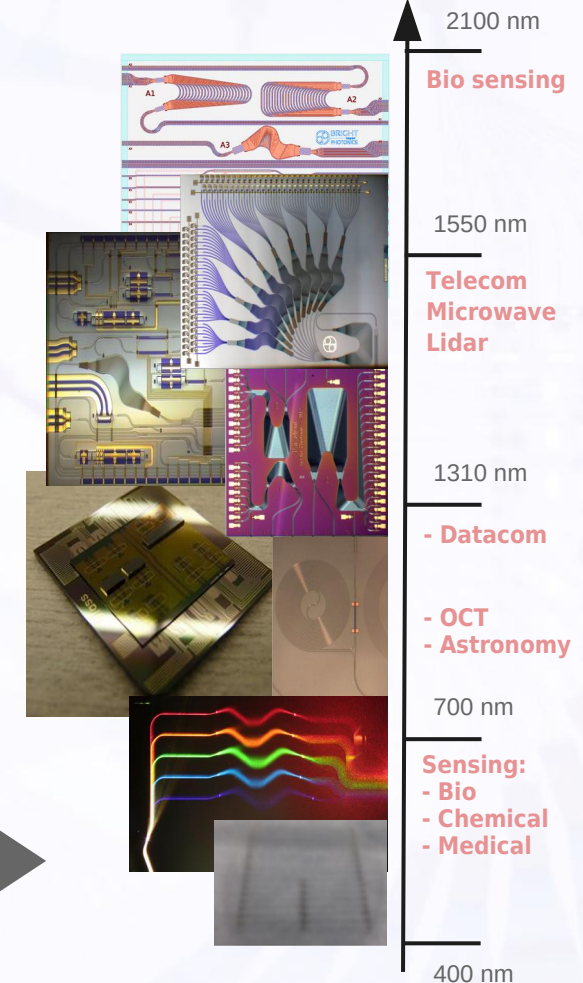 2100 nm
Bio sensing
A1
A2
A3
BRIGHT
PHOTONICS
1550 nm
Telecom
Microwave
Lidar
1310 nm
- Datacom
- OCT
- Astronomy
700 nm
Sensing:
- Bio
- Chemical
- Medical
400 nm